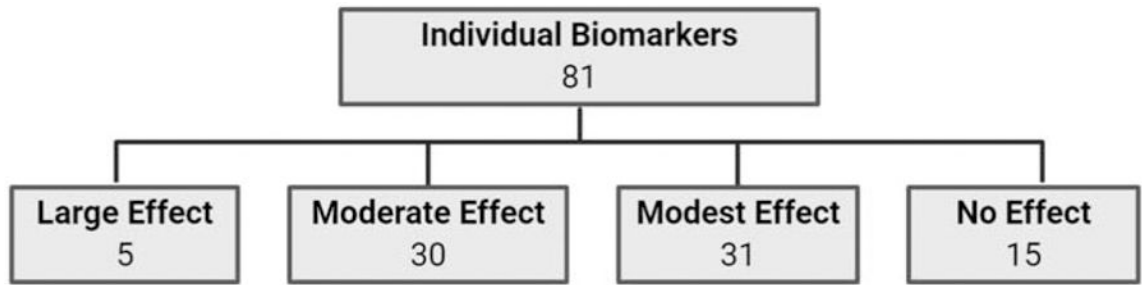 Individual Biomarkers
81
Large Effect
5
Moderate Effect
30
Modest Effect
31
No Effect
15